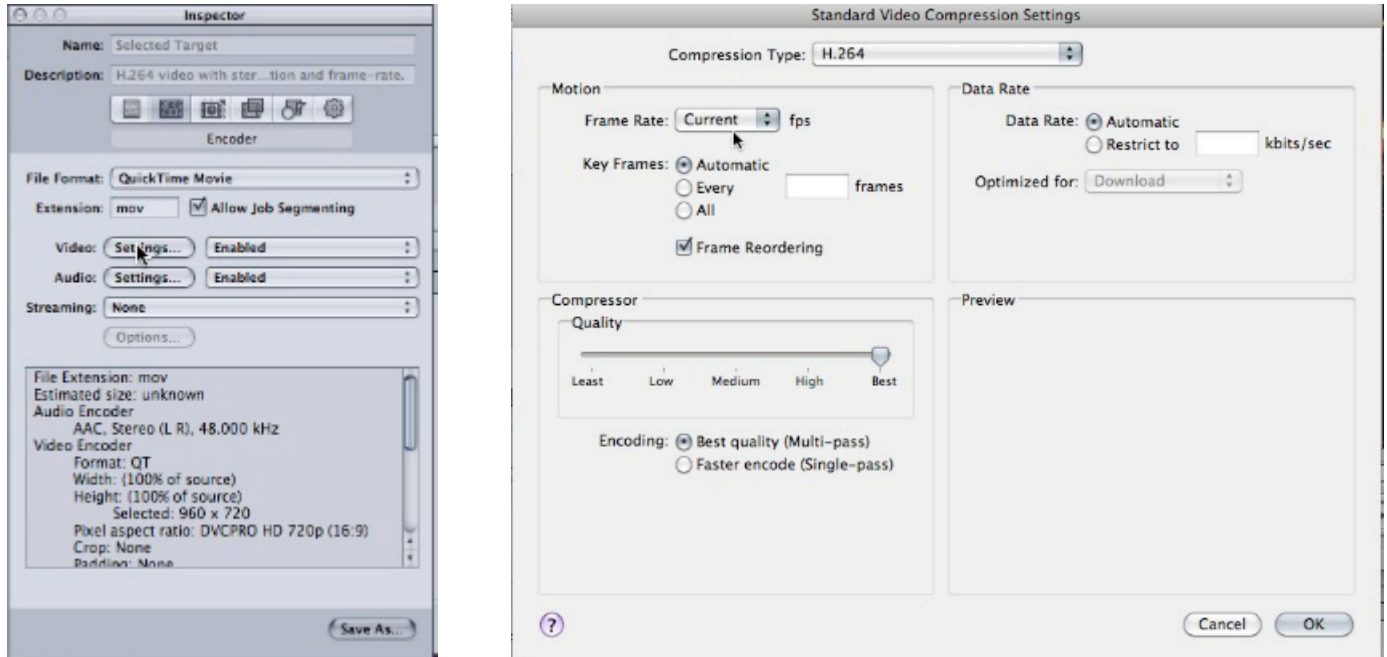 Inspector
Name: Selected Target
Description: H.264 video with ster...tion and frame-rate.
Encoder
File Format: QuickTime Movie
Extension: mov Allow Job Segmenting
Video: Settings... Enabled
Audio: Settings... Enabled
Streaming: None
Options...
File Extension: mov
Estimated size: unknown
Audio Encoder
AAC, Stereo (L R), 48.000 kHz
Video Encoder
Format: QT
Width: (100% of source)
Height: (100% of source)
Selected: 960 x 720
Pixel aspect ratio: DVCPRO HD 720p (16:9)
Crop: None
Padding: None
Save As...
Standard Video Compression Settings
Compression Type: H.264
Motion
Frame Rate: Current fps
Key Frames: Automatic
Every frames
All
Frame Reordering
Data Rate
Data Rate: Automatic
Restrict to kbits/sec
Optimized for: Download
Compressor
Quality
Least Low Medium High Best
Encoding: Best quality (Multi-pass)
Faster encode (Single-pass)
Preview
?
Cancel OK